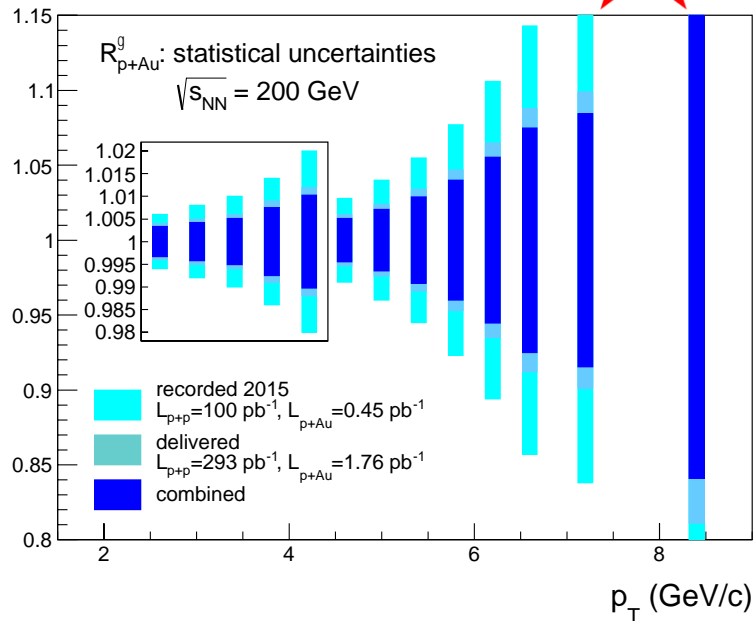 1.15
R^g_p+Au: statistical uncertainties
√s_NN = 200 GeV
1.1
1.05
1
0.95
0.9
0.85
0.8
1.02
1.015
1.01
1.005
1
0.995
0.99
0.985
0.98
recorded 2015
L_p+p=100 pb^-1, L_p+Au=0.45 pb^-1
delivered
L_p+p=293 pb^-1, L_p+Au=1.76 pb^-1
combined
2 4 6 8
p_T (GeV/c)